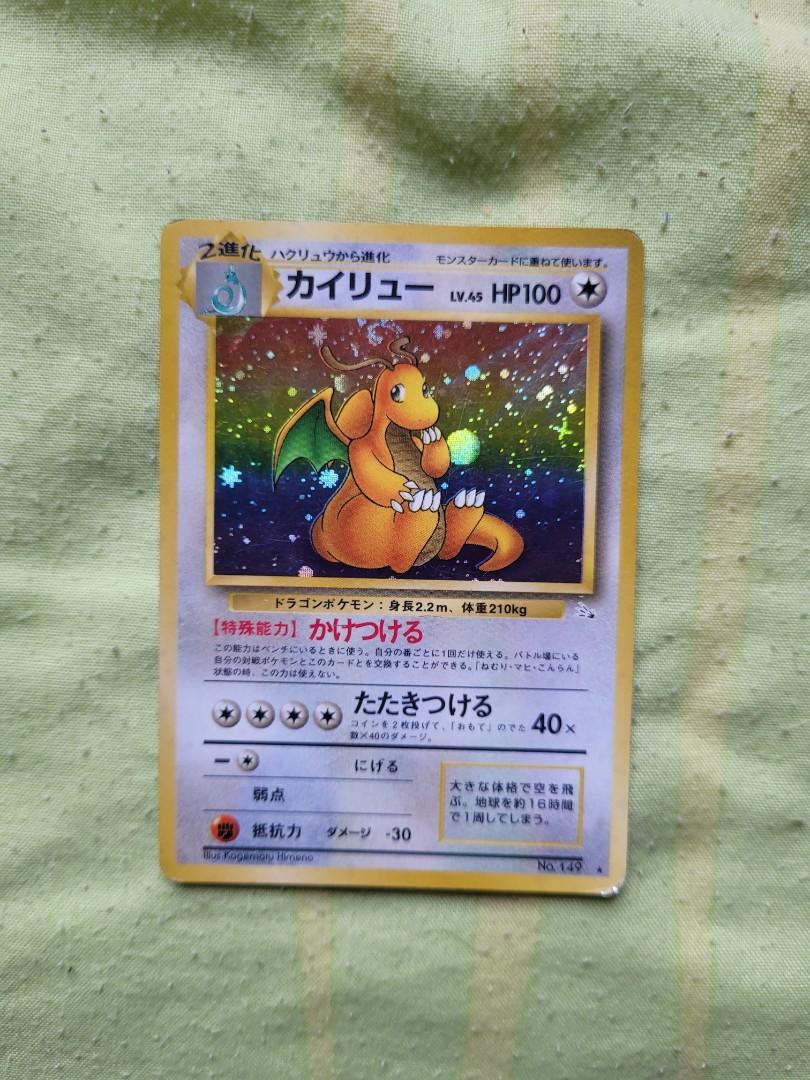 2進化 ハクリュウから進化 モンスターカードに重ねて使います。
カイリュー LV.45 HP100
ドラゴンポケモン：身長2.2m、体重210kg
【特殊能力】かけつける
この能力はベンチにいるときに使う。自分の番ごとに1回だけ使える。バトル場にいる
自分の対戦ポケモンとこのカードとを交換することができる。「ねむり・マヒ・こんらん」
状態の時、この力は使えない。
たたきつける
コインを2枚投げて、「おもて」のでた 40×
数×40のダメージ。
にげる
弱点
抵抗力 ダメージ -30
大きな体格で空を飛
ぶ。地球を約16時間
で1周してしまう。
Illus. Kagemaru Himeno
No. 149